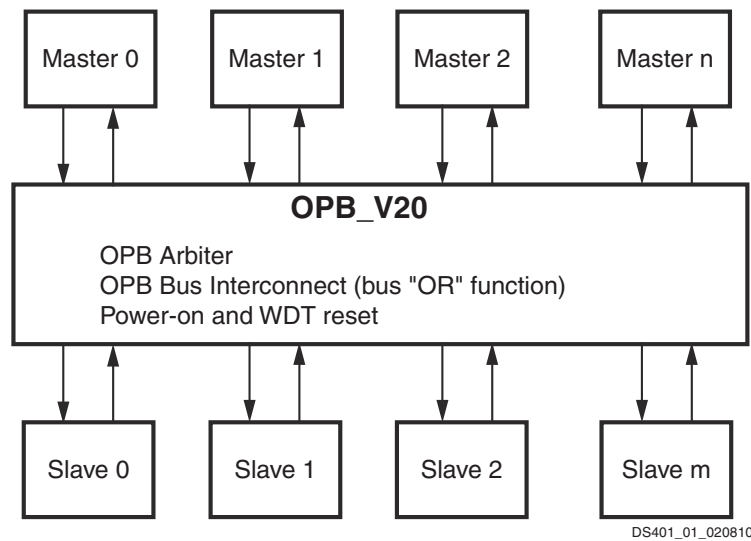 Master 0
Master 1
Master 2
Master n
OPB_V20
OPB Arbiter
OPB Bus Interconnect (bus "OR" function)
Power-on and WDT reset
Slave 0
Slave 1
Slave 2
Slave m
DS401_01_020810